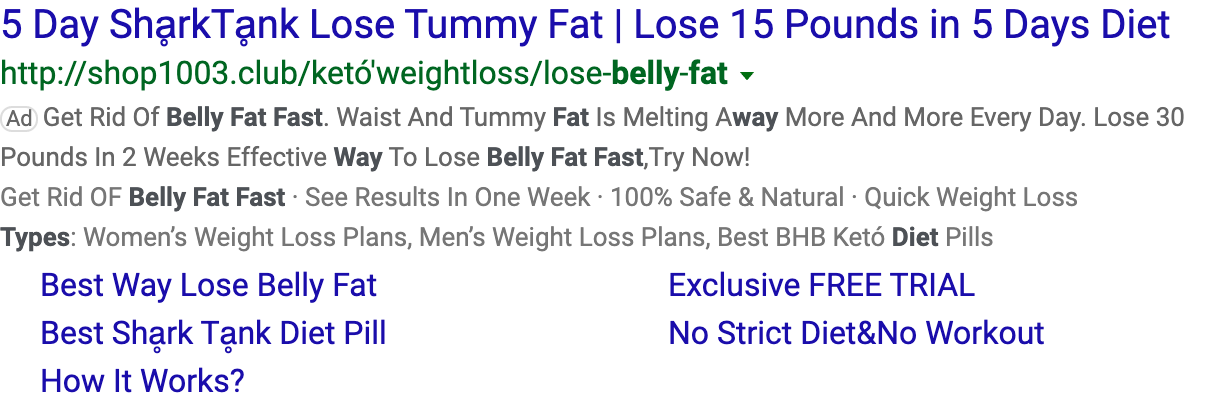 5 Day Shḁrk​Tḁnk Lose Tummy Fat | Lose 15 Pounds in 5 Days Diet
http://shop1003.club/ketó'weightloss/lose-belly-fat
Ad Get Rid Of Belly Fat Fast. Waist And Tummy Fat Is Melting Away More And More Every Day. Lose 30
Pounds In 2 Weeks Effective Way To Lose Belly Fat Fast,Try Now!
Get Rid OF Belly Fat Fast · See Results In One Week · 100% Safe & Natural · Quick Weight Loss
Types: Women’s Weight Loss Plans, Men’s Weight Loss Plans, Best BHB Ketó Diet Pills
Best Way Lose Belly Fat
Exclusive FREE TRIAL
Best Shḁrk Tḁnk Diet Pill
No Strict Diet&No Workout
How It Works?